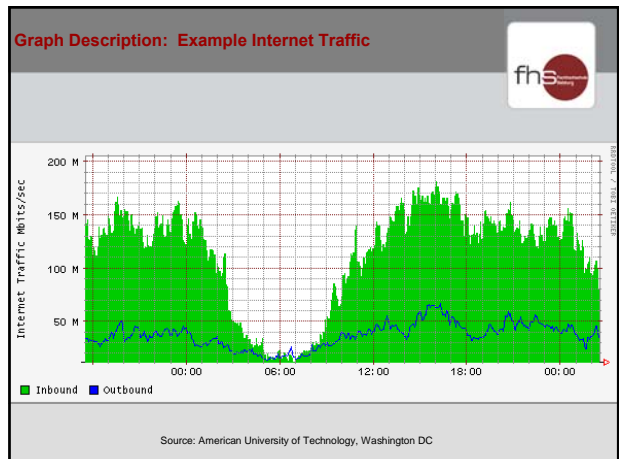 Graph Description: Example Internet Traffic
fhs
200 M
150 M
100 M
50 M
Internet Traffic Mbits/sec
RRDTOOL / TOBI OETIKER
00:00 06:00 12:00 18:00 00:00
Inbound Outbound
Source: American University of Technology, Washington DC